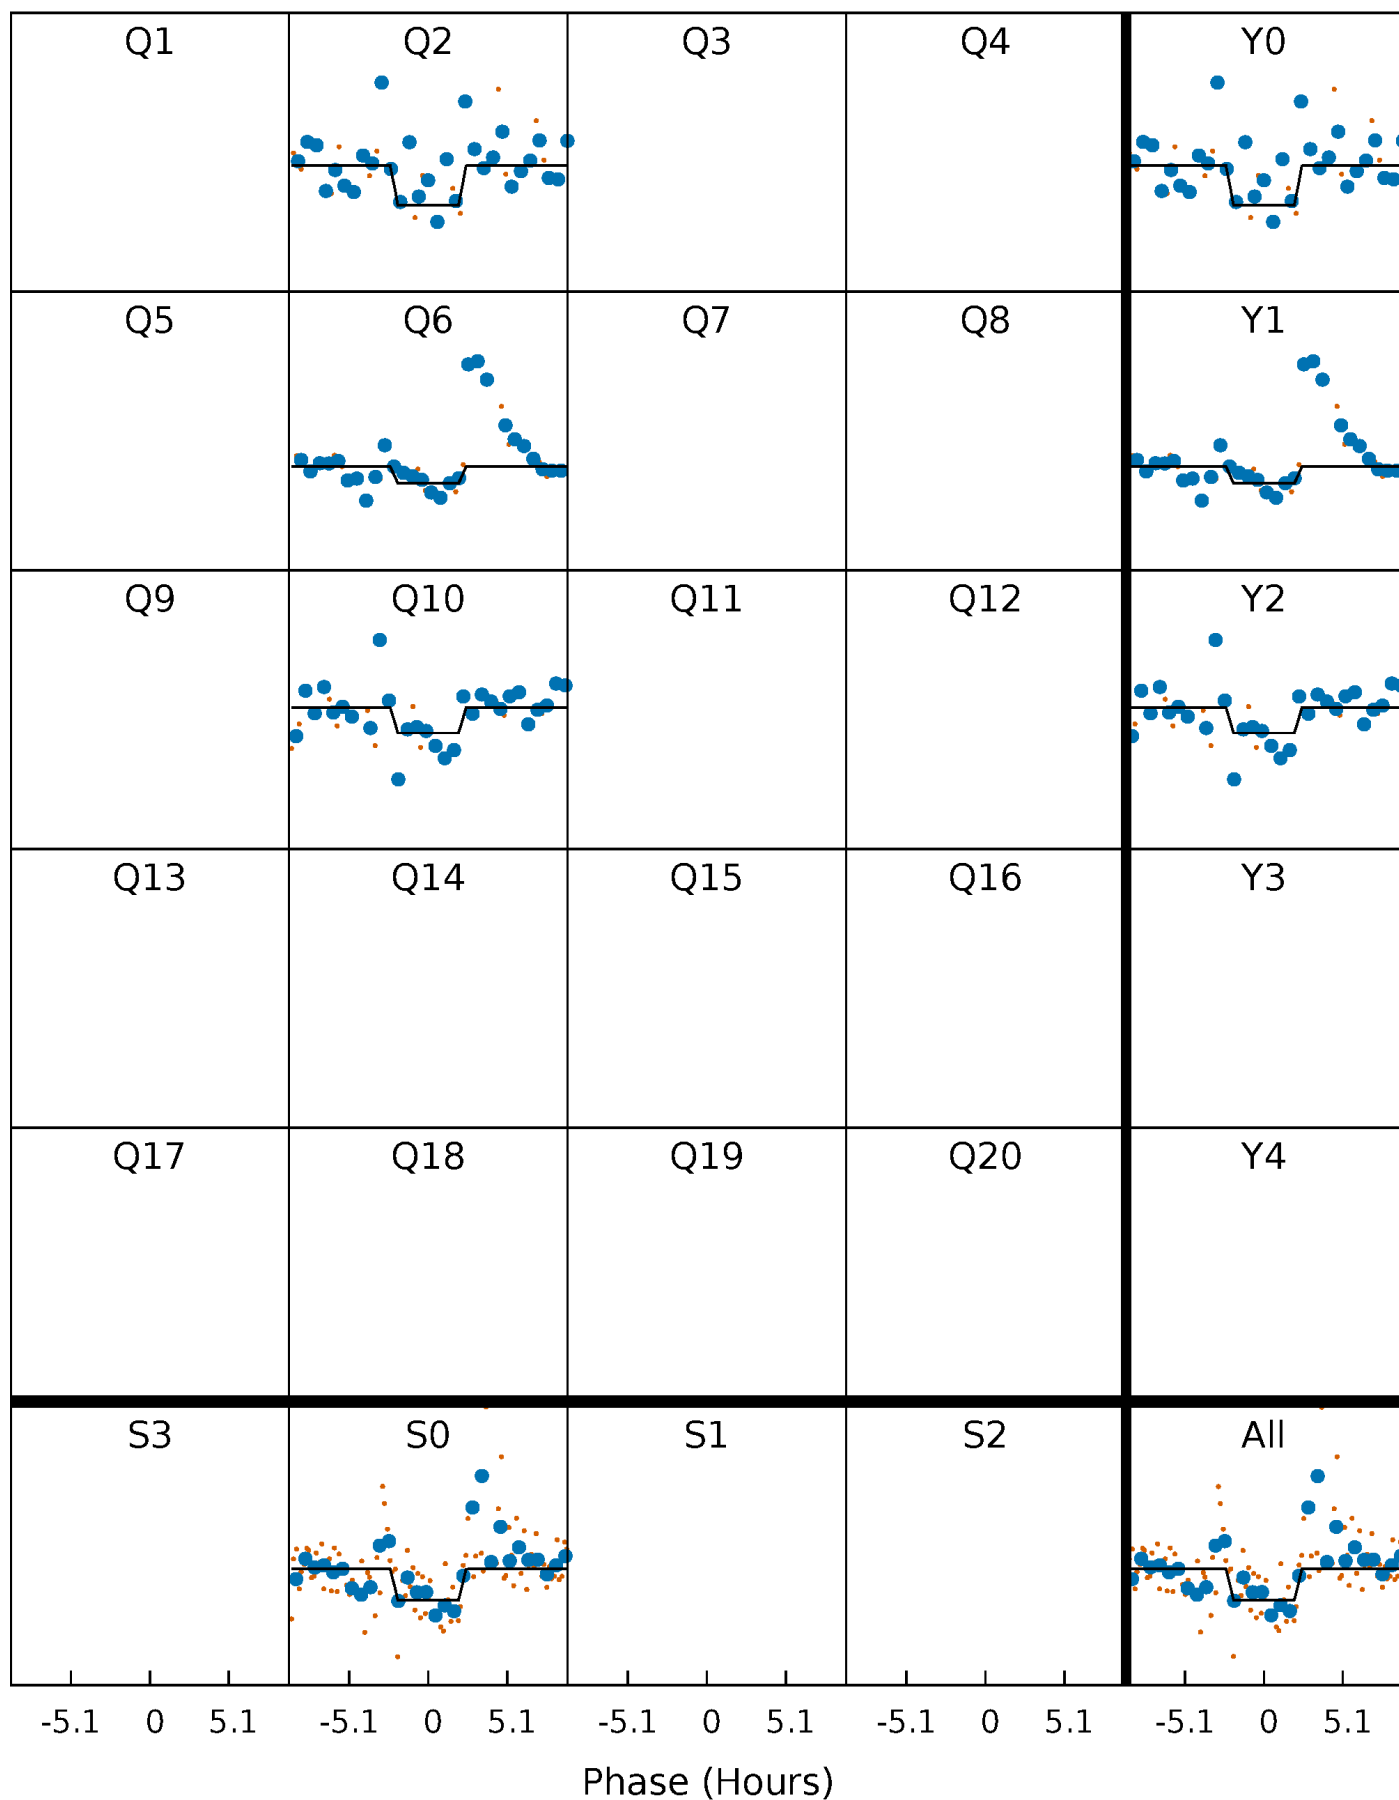 Q1 Q2 Q3 Q4 Y0
Q5 Q6 Q7 Q8 Y1
Q9 Q10 Q11 Q12 Y2
Q13 Q14 Q15 Q16 Y3
Q17 Q18 Q19 Q20 Y4
S3 S0 S1 S2 All
-5.1 0 5.1 -5.1 0 5.1 -5.1 0 5.1 -5.1 0 5.1 -5.1 0 5.1
Phase (Hours)